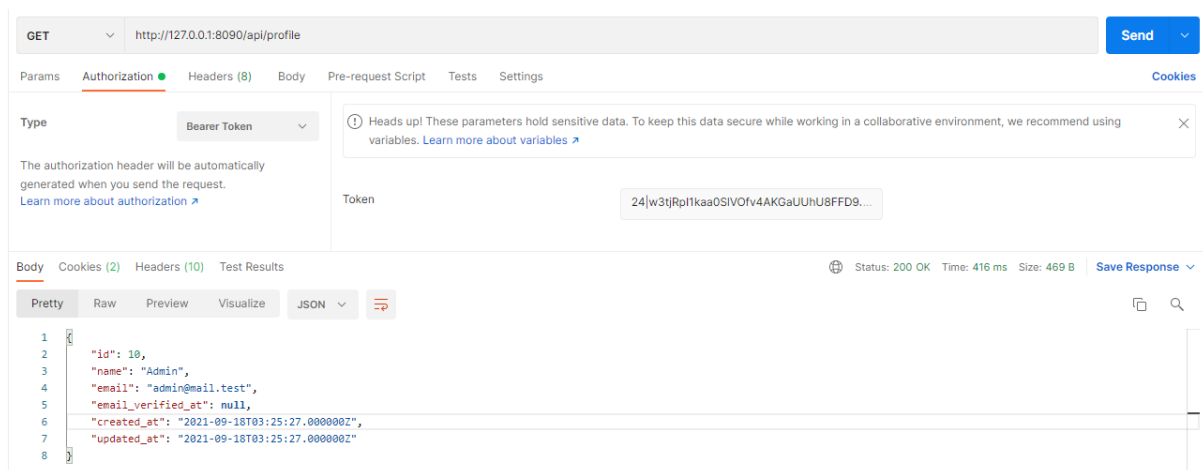 GET http://127.0.0.1:8090/api/profile Send
Params Authorization Headers (8) Body Pre-request Script Tests Settings Cookies
Type Bearer Token
Heads up! These parameters hold sensitive data. To keep this data secure while working in a collaborative environment, we recommend using
variables. Learn more about variables ↗
The authorization header will be automatically
generated when you send the request.
Learn more about authorization ↗
Token 24|w3tjRpI1kaa0SIVOfv4AKGaUUhU8FFD9....
Body Cookies (2) Headers (10) Test Results Status: 200 OK Time: 416 ms Size: 469 B Save Response
Pretty Raw Preview Visualize JSON
1 {
2 "id": 10,
3 "name": "Admin",
4 "email": "admin@mail.test",
5 "email_verified_at": null,
6 "created_at": "2021-09-18T03:25:27.000000Z",
7 "updated_at": "2021-09-18T03:25:27.000000Z"
8 }